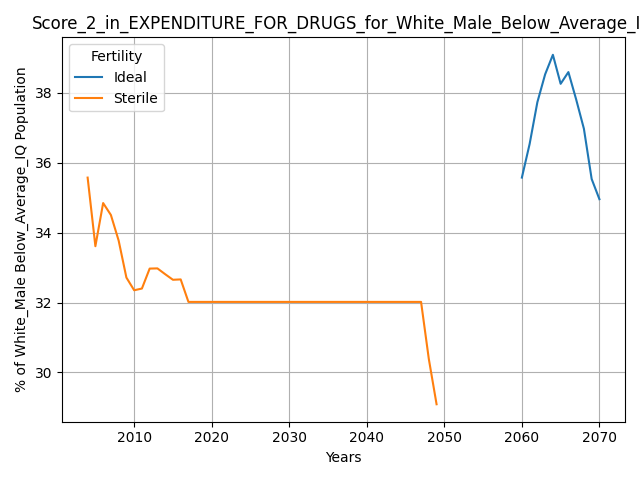 Score_2_in_EXPENDITURE_FOR_DRUGS_for_White_Male_Below_Average_I
Fertility
Ideal
Sterile
% of White_Male Below_Average_IQ Population
38
36
34
32
30
2010
2020
2030
2040
2050
2060
2070
Years